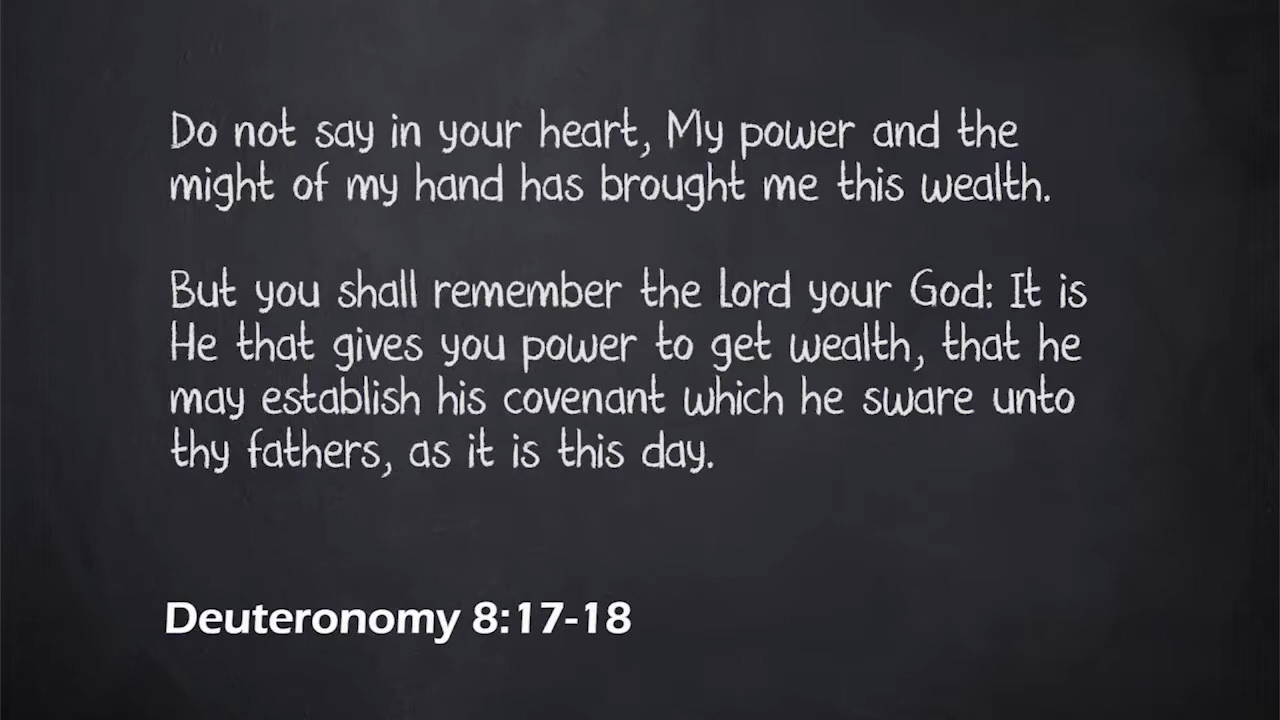 Do not say in your heart, My power and the
might of my hand has brought me this wealth.
But you shall remember the Lord your God: It is
He that gives you power to get wealth, that he
may establish his covenant which he sware unto
thy fathers, as it is this day.
Deuteronomy 8:17-18